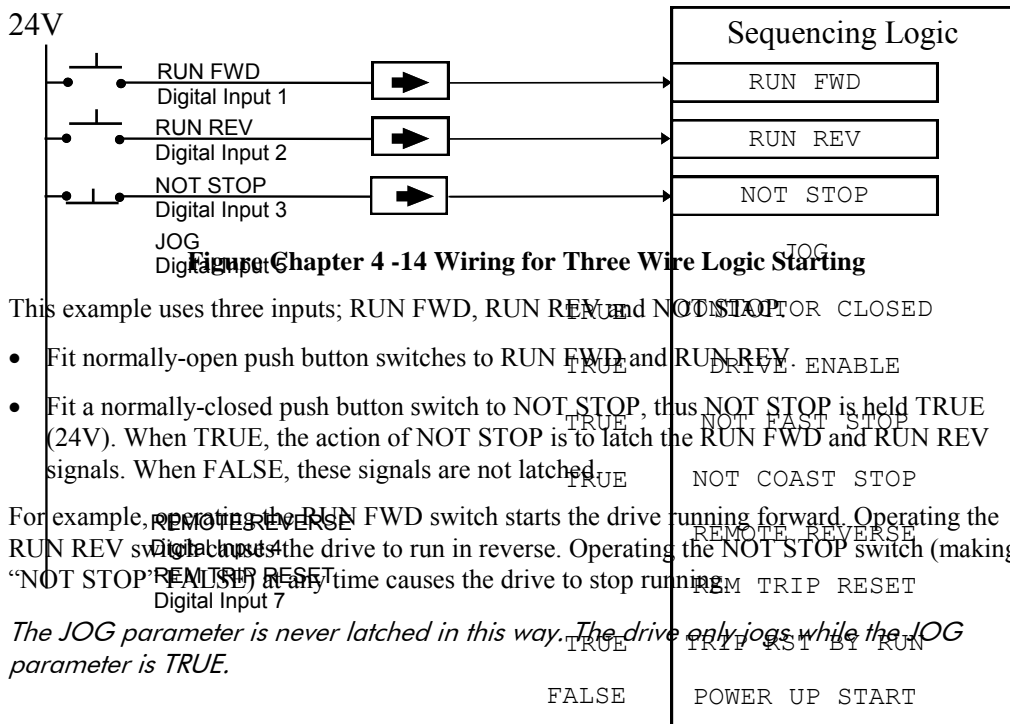 24V
Sequencing Logic
RUN FWD
Digital Input 1
RUN FWD
RUN REV
Digital Input 2
RUN REV
NOT STOP
Digital Input 3
NOT STOP
JOG
Digital Input 5
JOG
Figure Chapter 4 -14 Wiring for Three Wire Logic Starting
This example uses three inputs; RUN FWD, RUN REV and NOT STOP.
TRUE
CONTACTOR CLOSED
• Fit normally-open push button switches to RUN FWD and RUN REV.
TRUE
DRIVE ENABLE
• Fit a normally-closed push button switch to NOT STOP, thus NOT STOP is held TRUE
TRUE
NOT FAST STOP
(24V). When TRUE, the action of NOT STOP is to latch the RUN FWD and RUN REV
signals. When FALSE, these signals are not latched.
TRUE
NOT COAST STOP
For example, operating the RUN FWD switch starts the drive running forward. Operating the
REMOTE REVERSE
Digital Input 4
REMOTE REVERSE
RUN REV switch causes the drive to run in reverse. Operating the NOT STOP switch (making
“NOT STOP” FALSE) at any time causes the drive to stop running.
REM TRIP RESET
Digital Input 7
REM TRIP RESET
The JOG parameter is never latched in this way. The drive only jogs while the JOG
TRUE
TRIP RST BY RUN
parameter is TRUE.
FALSE
POWER UP START